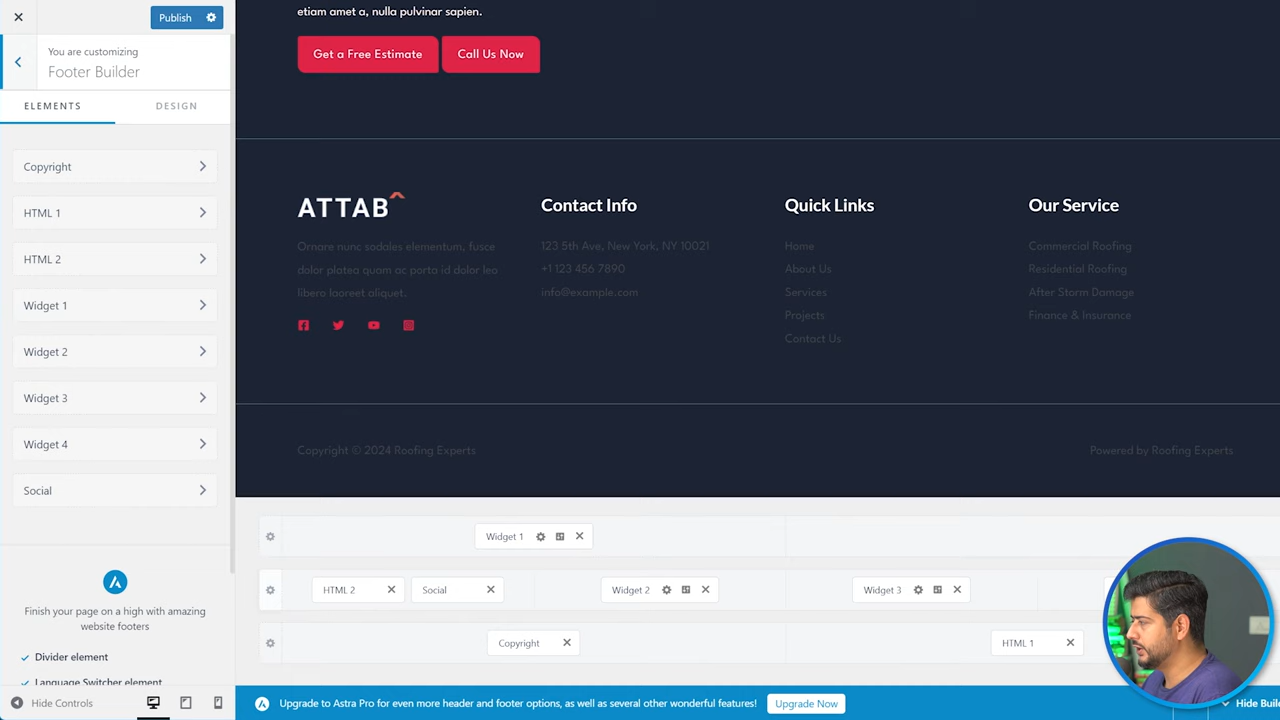 etiam amet a, nulla pulvinar sapien.
Publish
You are customizing
Footer Builder
Get a Free Estimate
Call Us Now
ELEMENTS
DESIGN
Copyright
HTML 1
HTML 2
Widget 1
Widget 2
Widget 3
Widget 4
Social
ATTAB
Ornare nunc sodales elementum, fusce
dolor platea quam ac porta id dolor leo
libero laoreet aliquet.
Contact Info
123 5th Ave, New York, NY 10021
+1 123 456 7890
info@example.com
Quick Links
Home
About Us
Services
Projects
Contact Us
Our Service
Commercial Roofing
Residential Roofing
After Storm Damage
Finance & Insurance
Copyright © 2024 Roofing Experts
Powered by Roofing Experts
Widget 1
HTML 2
Social
Widget 2
Widget 3
Copyright
HTML 1
Finish your page on a high with amazing
website footers
Divider element
Language Switcher element
Hide Controls
Upgrade to Astra Pro for even more header and footer options, as well as several other wonderful features!
Upgrade Now
Hide Buil